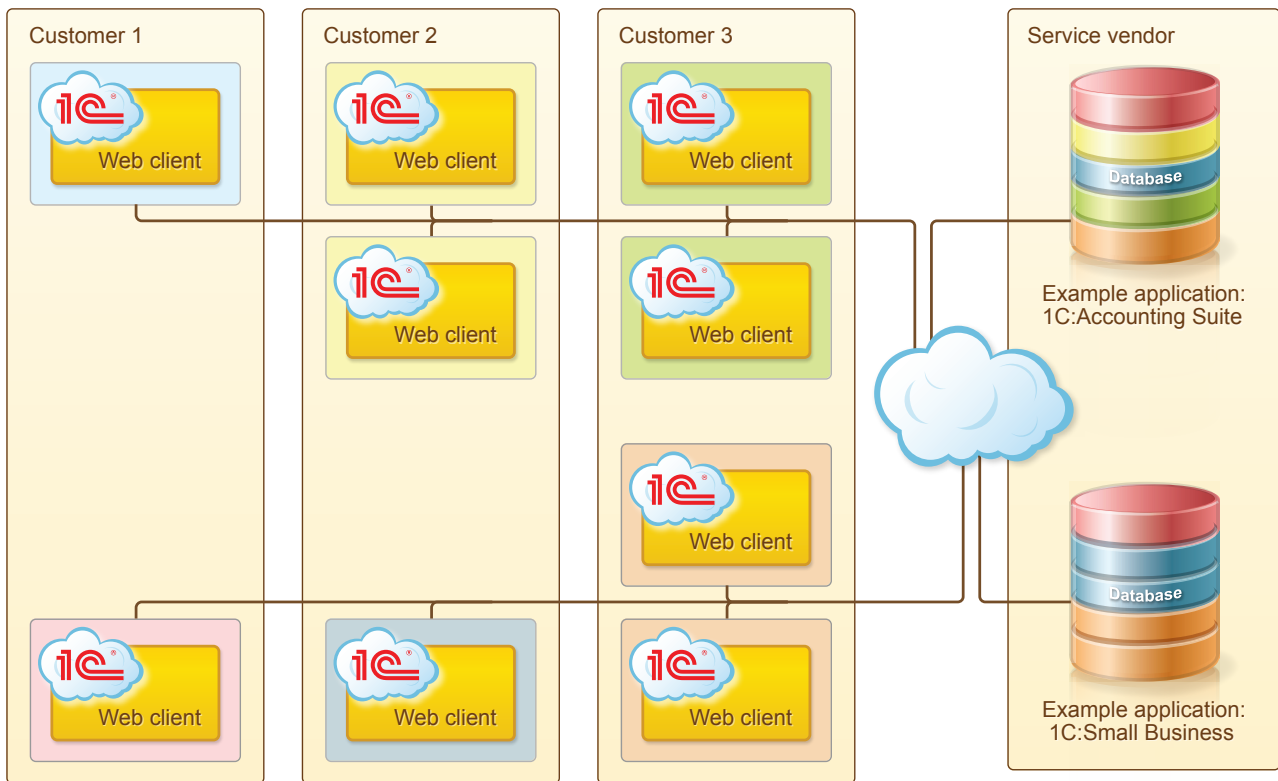 Customer 1
Customer 2
Customer 3
Service vendor
1C®
Web client
1C®
Web client
1C®
Web client
Database
1C®
Web client
1C®
Web client
Example application:
1C:Accounting Suite
1C®
Web client
Database
1C®
Web client
1C®
Web client
1C®
Web client
Example application:
1C:Small Business